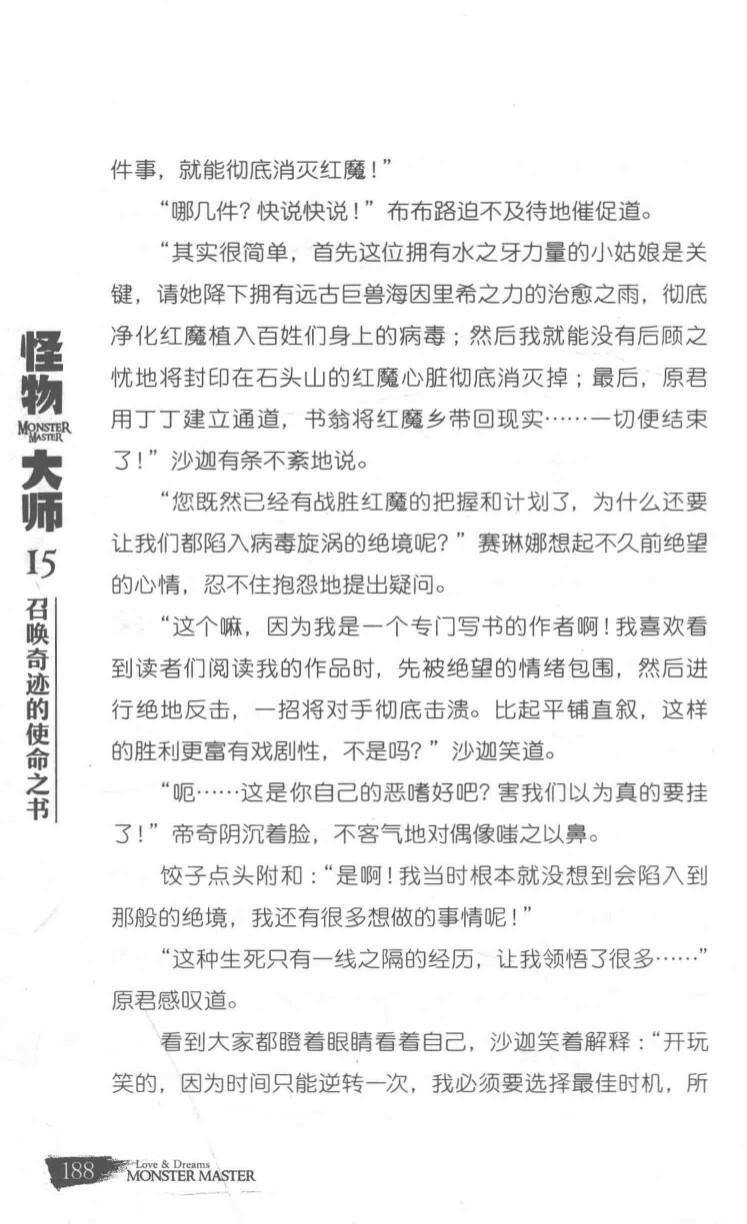 件事，就能彻底消灭红魔！”
“哪几件？快说快说！”布布路迫不及待地催促道。
“其实很简单，首先这位拥有水之牙力量的小姑娘是关
键，请她降下拥有远古巨兽海因里希之力的治愈之雨，彻底
净化红魔植入百姓们身上的病毒；然后我就能没有后顾之
忧地将封印在石头山的红魔心脏彻底消灭掉；最后，原君
用丁丁建立通道，书翁将红魔乡带回现实……一切便结束
了！”沙迦有条不紊地说。
“您既然已经有战胜红魔的把握和计划了，为什么还要
让我们都陷入病毒旋涡的绝境呢？”赛琳娜想起不久前绝望
的心情，忍不住抱怨地提出疑问。
“这个嘛，因为我是一个专门写书的作者啊！我喜欢看
到读者们阅读我的作品时，先被绝望的情绪包围，然后进
行绝地反击，一招将对手彻底击溃。比起平铺直叙，这样
的胜利更富有戏剧性，不是吗？”沙迦笑道。
“呃……这是你自己的恶嗜好吧？害我们以为真的要挂
了！”帝奇阴沉着脸，不客气地对偶像嗤之以鼻。
饺子点头附和：“是啊！我当时根本就没想到会陷入到
那般的绝境，我还有很多想做的事情呢！”
“这种生死只有一线之隔的经历，让我领悟了很多……”
原君感叹道。
看到大家都瞪着眼睛看着自己，沙迦笑着解释：“开玩
笑的，因为时间只能逆转一次，我必须要选择最佳时机，所
怪物
MONSTER
MASTER
大师
15
召唤奇迹的使命之书
188
Love & Dreams
MONSTER MASTER